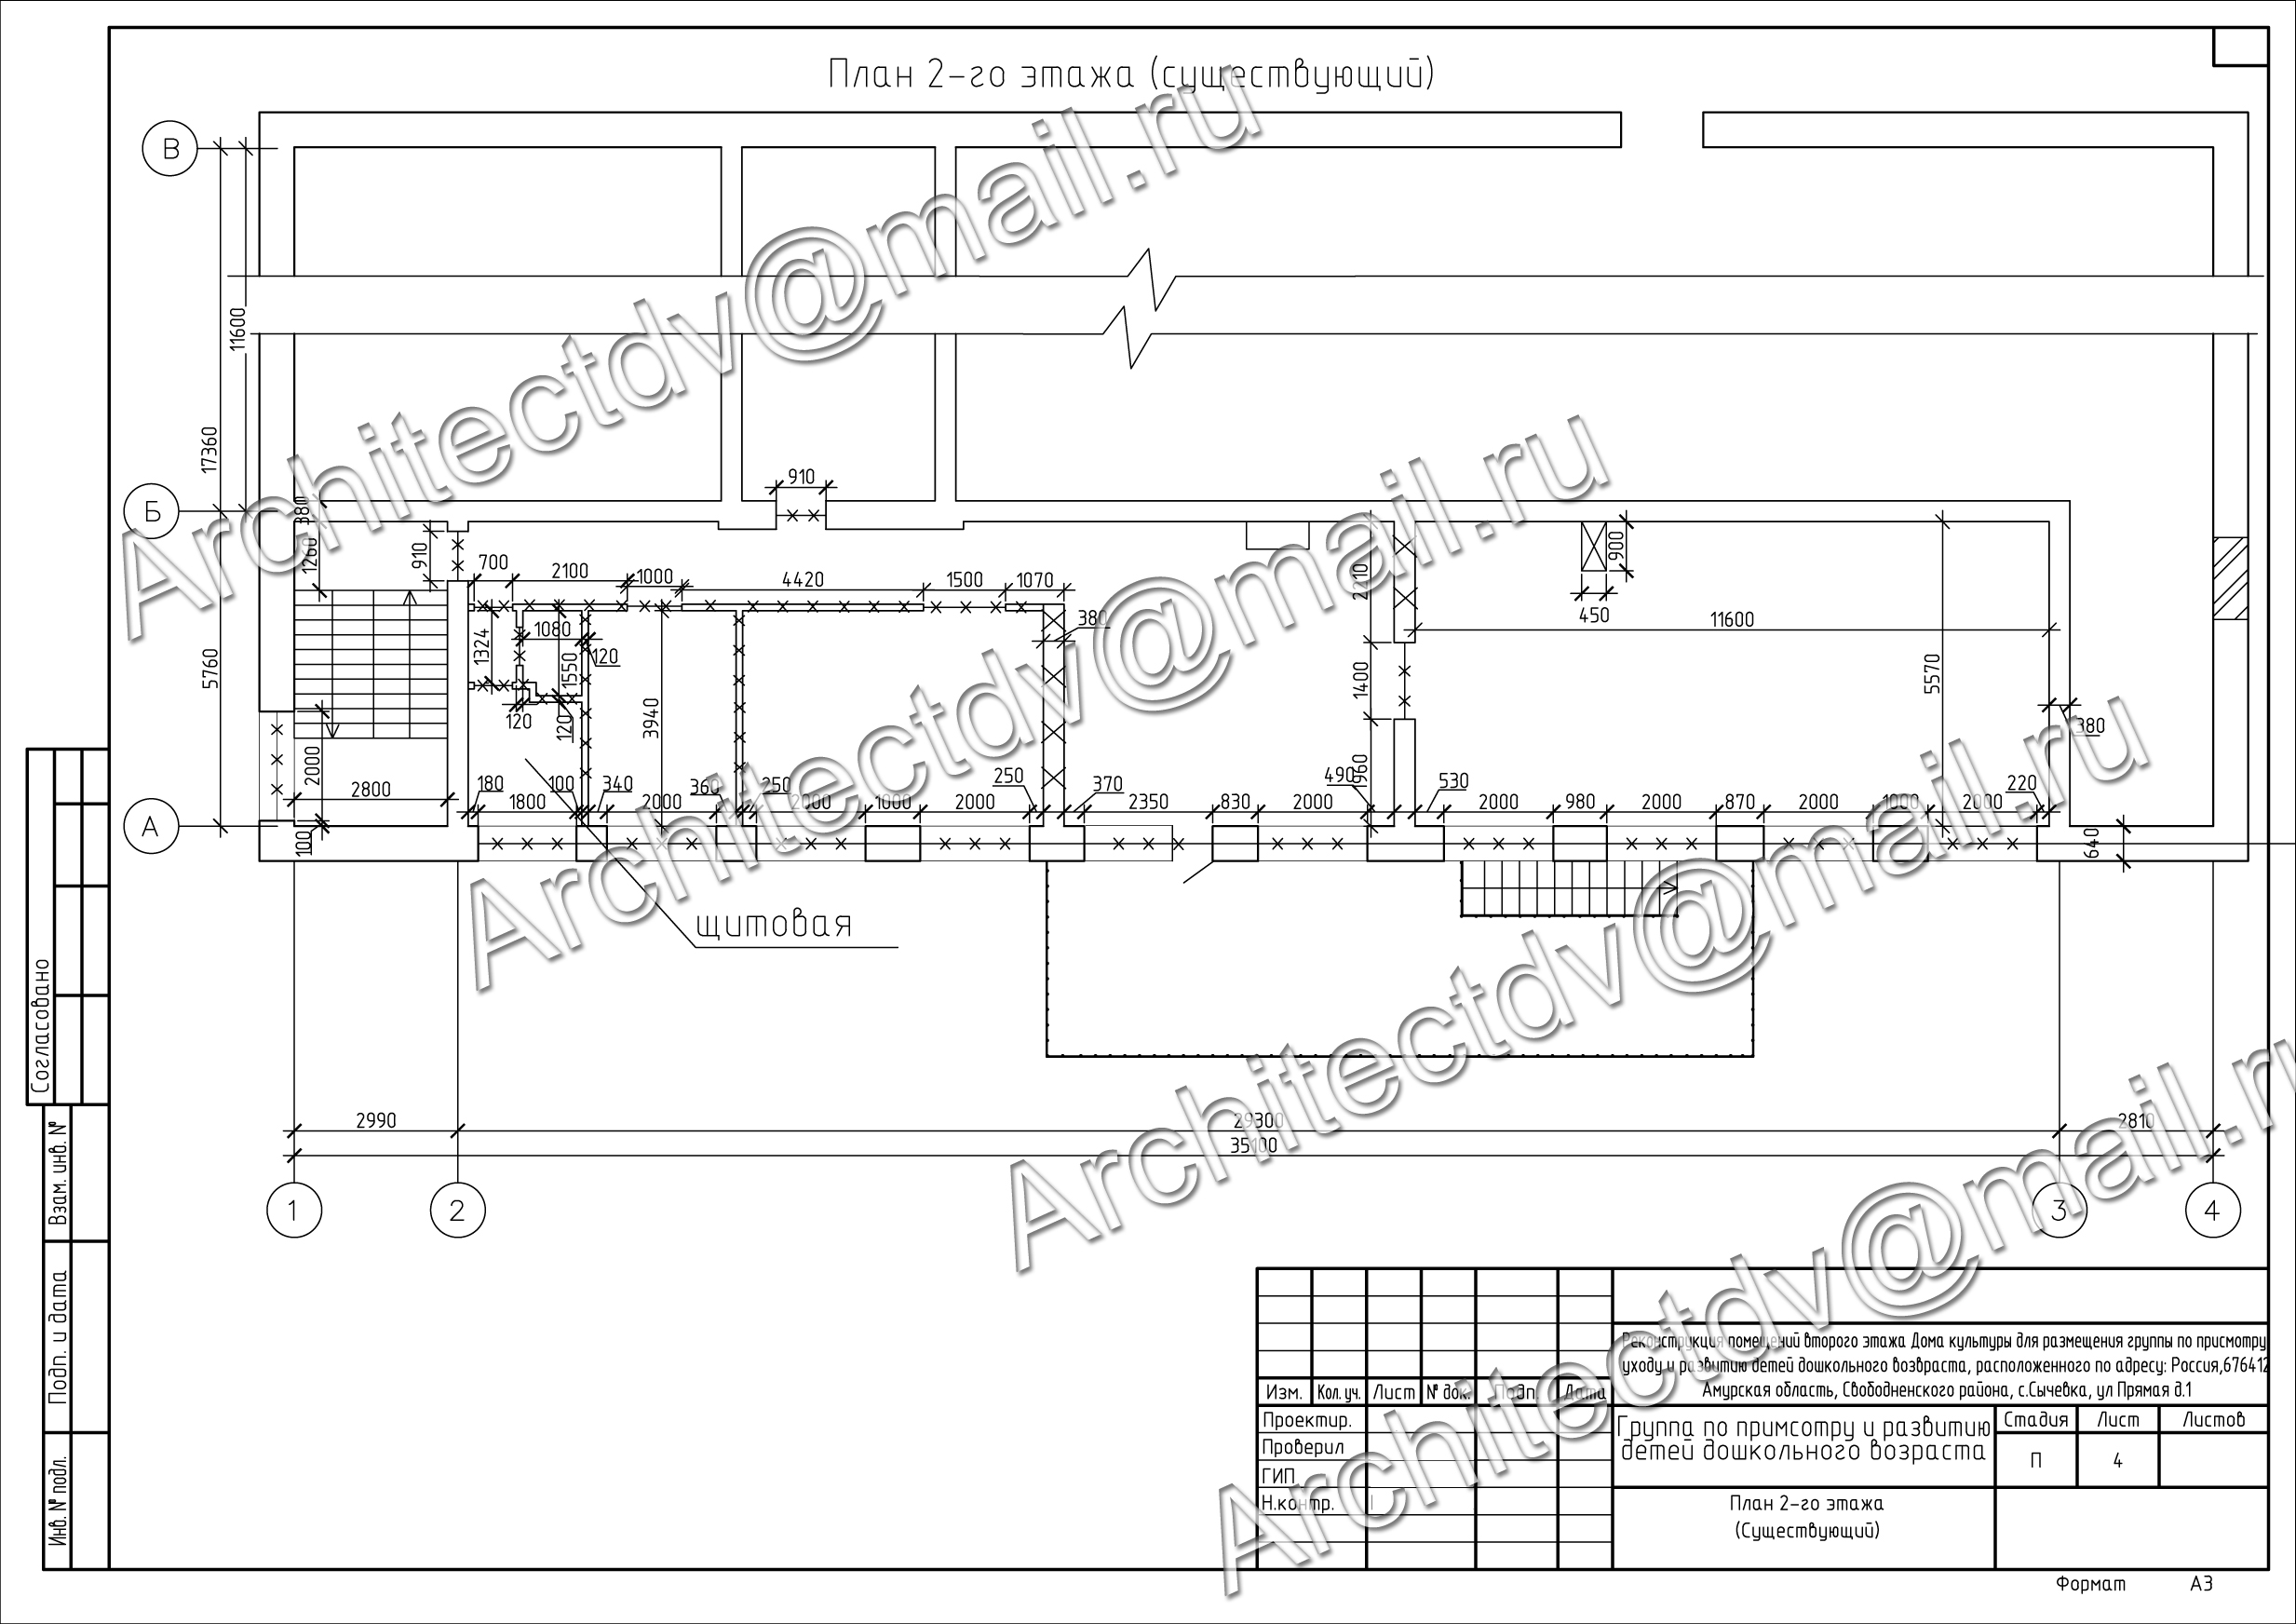 План 2-го этажа (существующий)
В
11600
17360
910
Б
380
1260
910
700
2100
1000
4420
1500
1070
2210
900
450
11600
380
1080
1324
120
1550
5760
1400
5570
3940
120
120
380
2000
2800
180
1800
100
340
2000
360
250
2000
1000
250
2000
370
2350
830
2000
490
960
530
2000
980
2000
870
2000
1000
2000
220
А
100
640
щитовая
2990
29300
2810
35100
1
2
3
4
Согласовано
Взам. инв. №
Подп. и дата
Инв. № подл.
Реконструкция помещений второго этажа Дома культуры для размещения группы по присмотру
уходу и развитию детей дошкольного возвраста, расположенного по адресу: Россия,676412
Амурская область, Свободненского района, с.Сычевка, ул Прямая д.1
Изм. Кол. уч. Лист № док. Подп. Дата
Проектир.
Проверил
ГИП
Н.контр.
Группа по примсотру и развитию
детей дошкольного возраста
Стадия Лист Листов
П 4
План 2-го этажа
(Существующий)
Формат А3
Architectdv@mail.ru
Architectdv@mail.ru
Architectdv@mail.ru
Architectdv@mail.ru
Architectdv@mail.ru